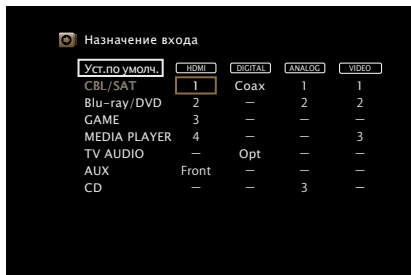 Назначение входа
Уст.по умолч. HDMI DIGITAL ANALOG VIDEO
CBL/SAT 1 Coax 1 1
Blu-ray/DVD 2 — 2 2
GAME 3 — — —
MEDIA PLAYER 4 — — 3
TV AUDIO — Opt — —
AUX Front — — —
CD — — 3 —